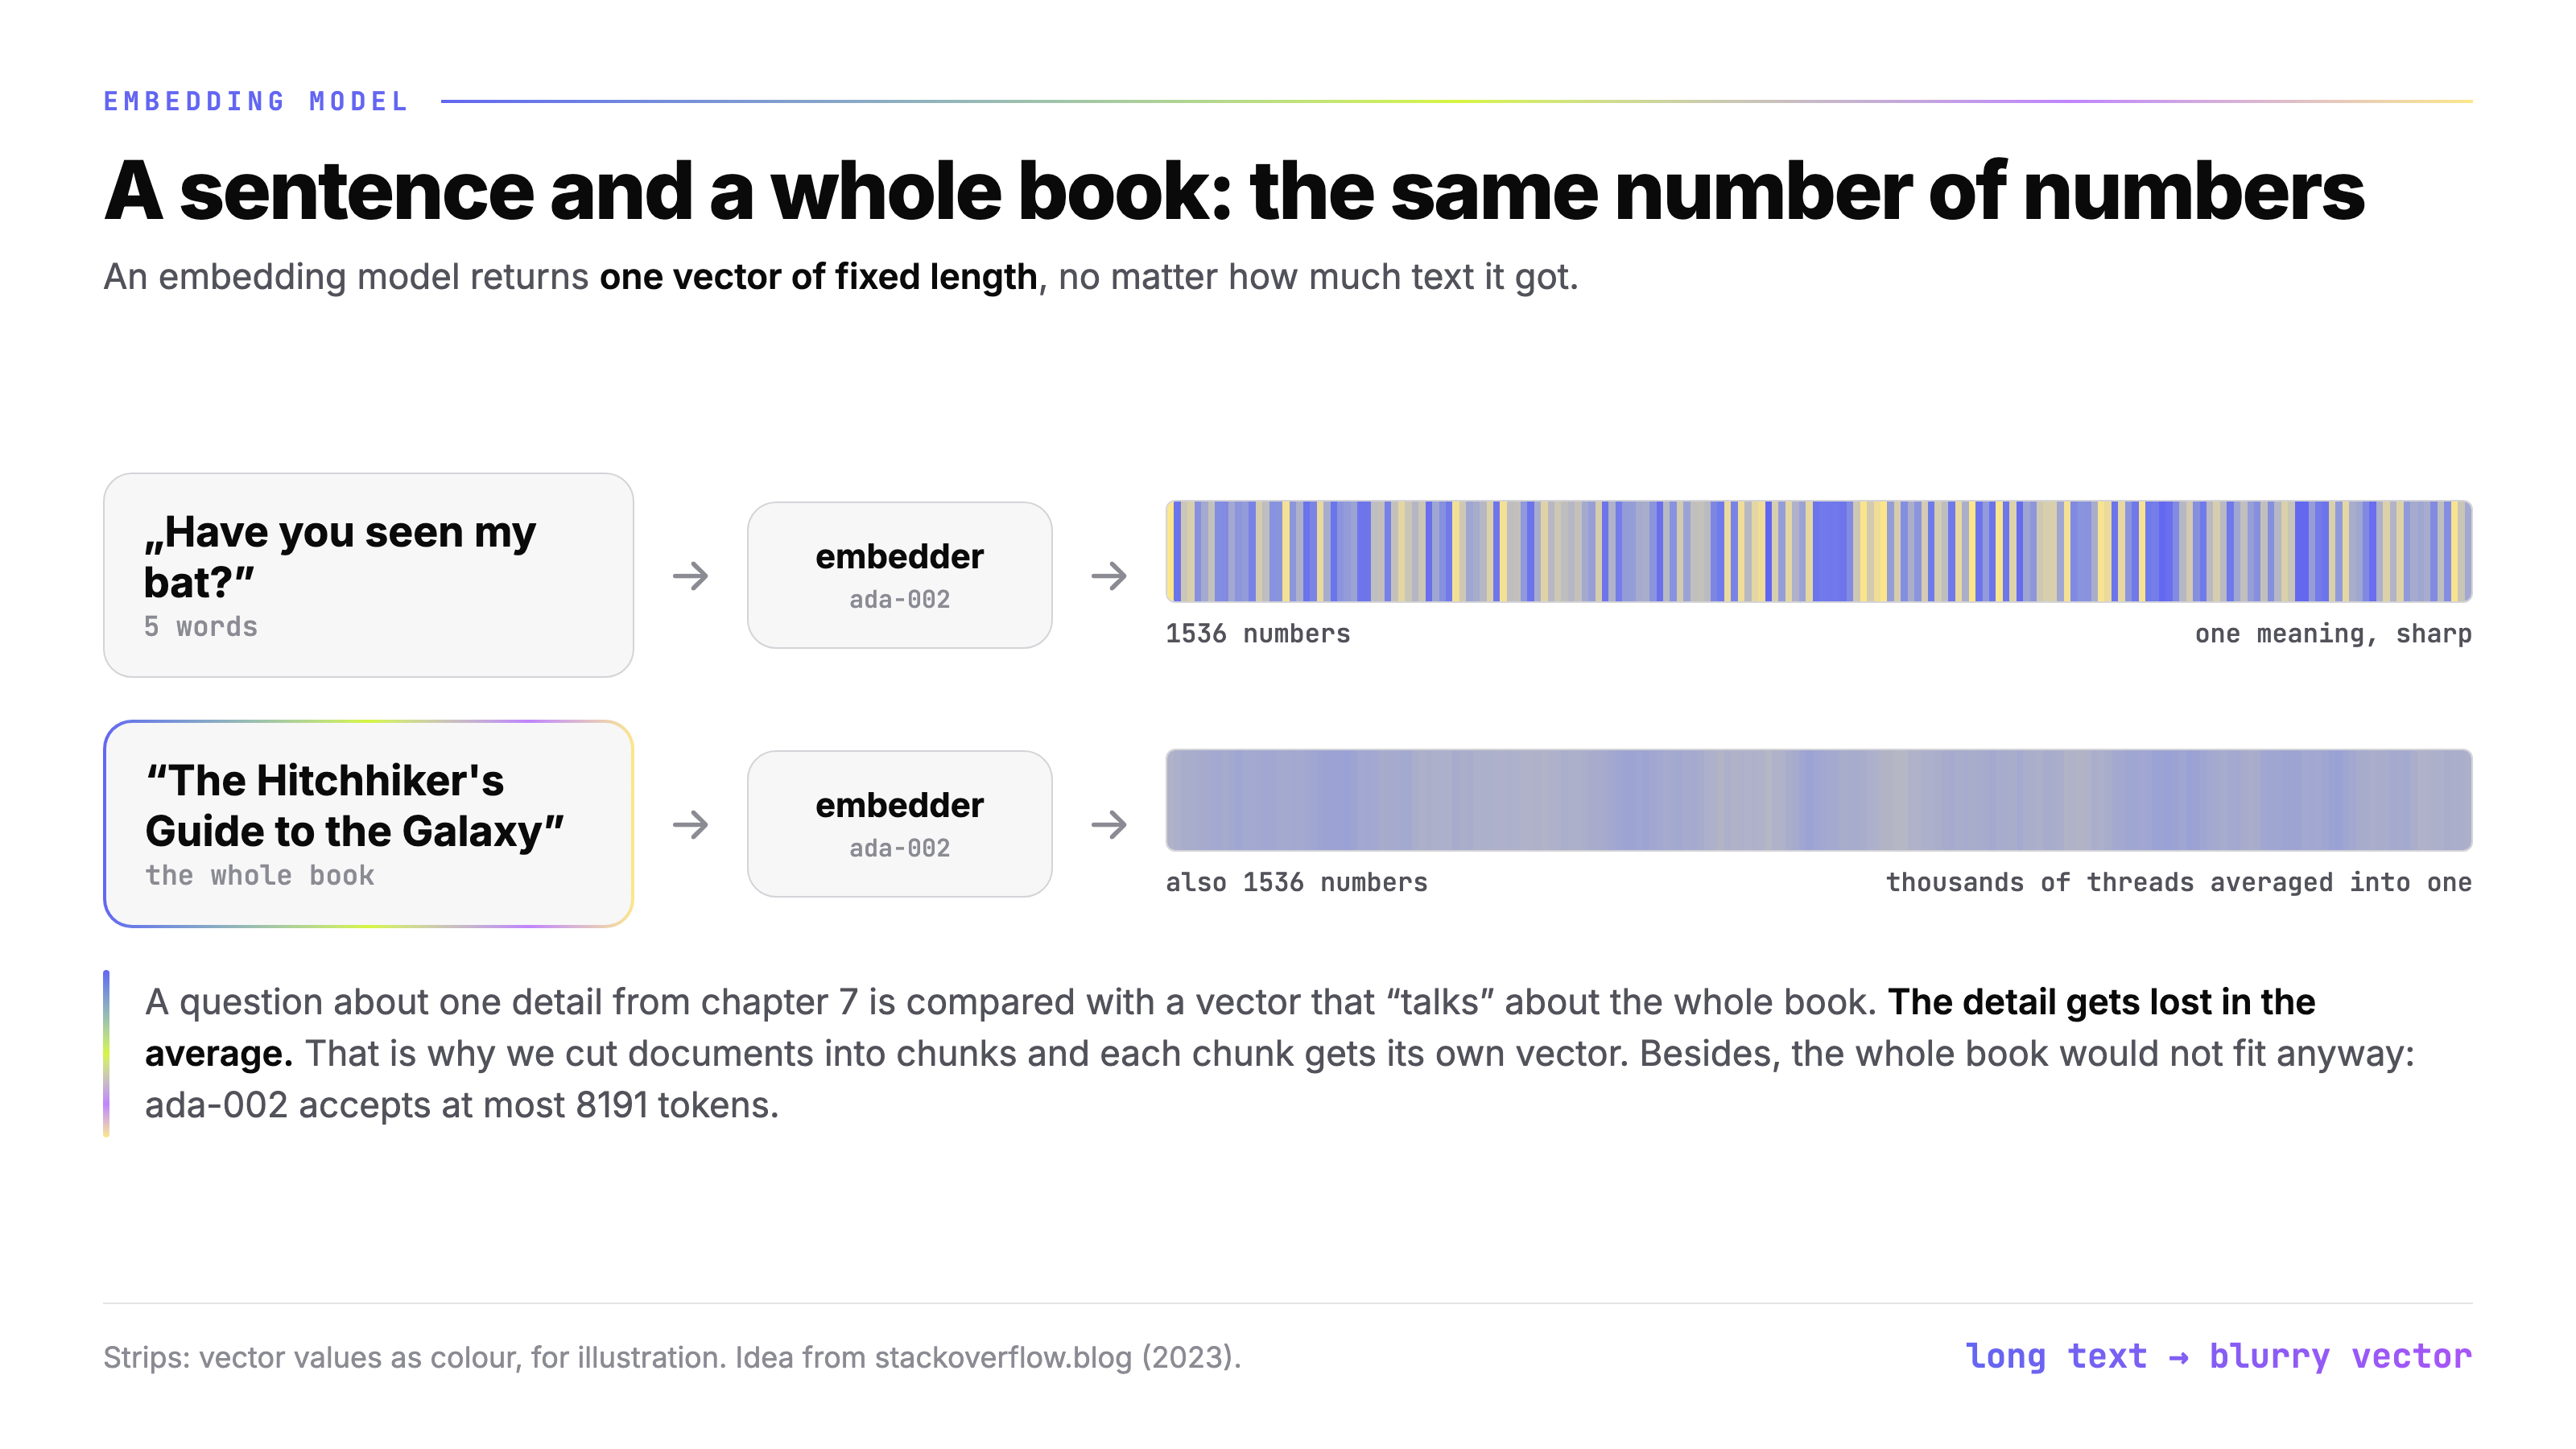 EMBEDDING MODEL
A sentence and a whole book: the same number of numbers
An embedding model returns one vector of fixed length, no matter how much text it got.
„Have you seen my
bat?”
5 words
→
embedder
ada-002
→
1536 numbers
one meaning, sharp
“The Hitchhiker's
Guide to the Galaxy”
the whole book
→
embedder
ada-002
→
also 1536 numbers
thousands of threads averaged into one
A question about one detail from chapter 7 is compared with a vector that “talks” about the whole book. The detail gets lost in the
average. That is why we cut documents into chunks and each chunk gets its own vector. Besides, the whole book would not fit anyway:
ada-002 accepts at most 8191 tokens.
Strips: vector values as colour, for illustration. Idea from stackoverflow.blog (2023).
long text → blurry vector